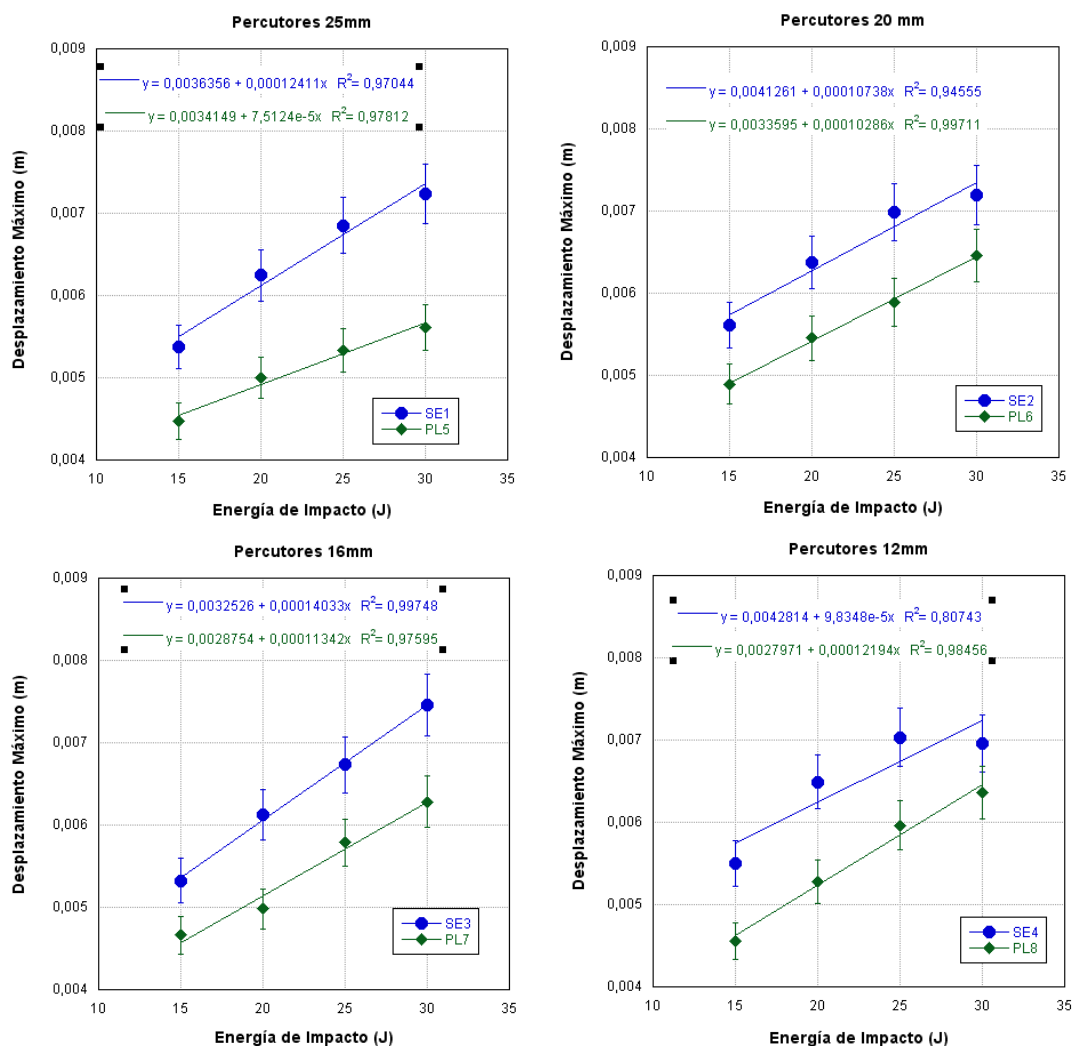 Percutores 25mm
0,009
y = 0,0036356 + 0,00012411x R²= 0,97044
y = 0,0034149 + 7,5124e-5x R²= 0,97812
0,008
0,007
0,006
0,005
0,004
Desplazamiento Máximo (m)
SE1
PL5
10 15 20 25 30 35
Energía de Impacto (J)
Percutores 20 mm
0,009
y = 0,0041261 + 0,00010738x R²= 0,94555
y = 0,0033595 + 0,00010286x R²= 0,99711
0,008
0,007
0,006
0,005
0,004
Desplazamiento Máximo (m)
SE2
PL6
10 15 20 25 30 35
Energía de Impacto (J)
Percutores 16mm
0,009
y = 0,0032526 + 0,00014033x R²= 0,99748
y = 0,0028754 + 0,00011342x R²= 0,97595
0,008
0,007
0,006
0,005
0,004
Desplazamiento Máximo (m)
SE3
PL7
10 15 20 25 30 35
Energía de Impacto (J)
Percutores 12mm
0,009
y = 0,0042814 + 9,8348e-5x R²= 0,80743
y = 0,0027971 + 0,00012194x R²= 0,98456
0,008
0,007
0,006
0,005
0,004
Desplazamiento Máximo (m)
SE4
PL8
10 15 20 25 30 35
Energía de Impacto (J)